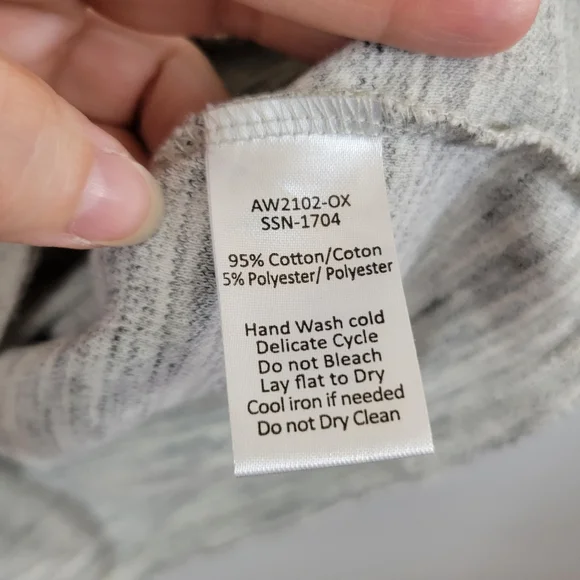 AW2102-OX
SSN-1704
95% Cotton/Coton
5% Polyester/ Polyester
Hand Wash cold
Delicate Cycle
Do not Bleach
Lay flat to Dry
Cool iron if needed
Do not Dry Clean